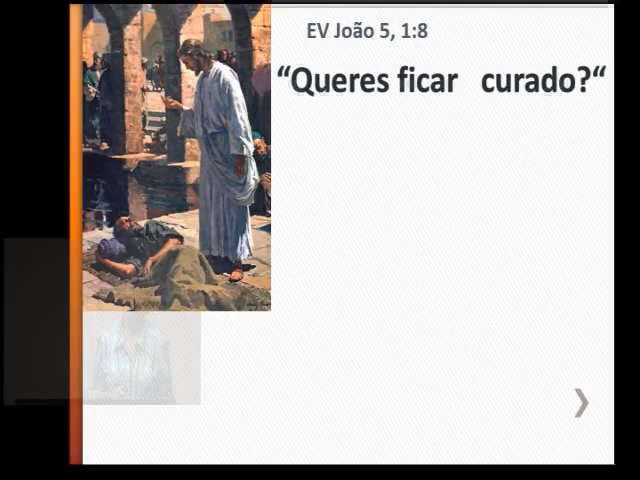 EV João 5, 1:8
“Queres ficar curado?“